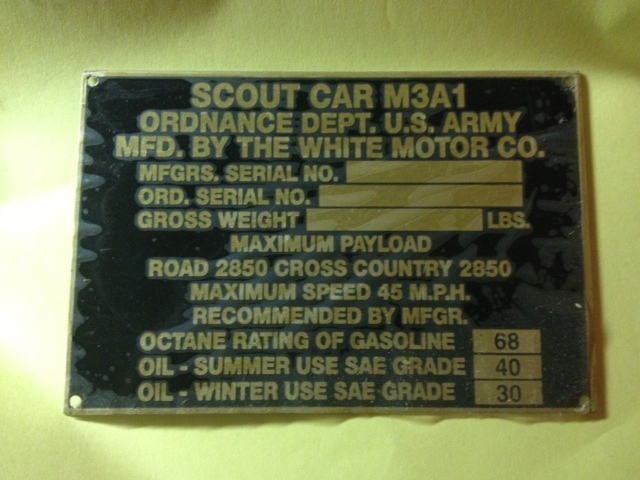 SCOUT CAR M3A1
ORDNANCE DEPT. U.S. ARMY
MFD. BY THE WHITE MOTOR CO.
MFGRS. SERIAL NO.
ORD. SERIAL NO.
GROSS WEIGHT LBS.
MAXIMUM PAYLOAD
ROAD 2850 CROSS COUNTRY 2850
MAXIMUM SPEED 45 M.P.H.
RECOMMENDED BY MFGR.
OCTANE RATING OF GASOLINE 68
OIL - SUMMER USE SAE GRADE 40
OIL - WINTER USE SAE GRADE 30